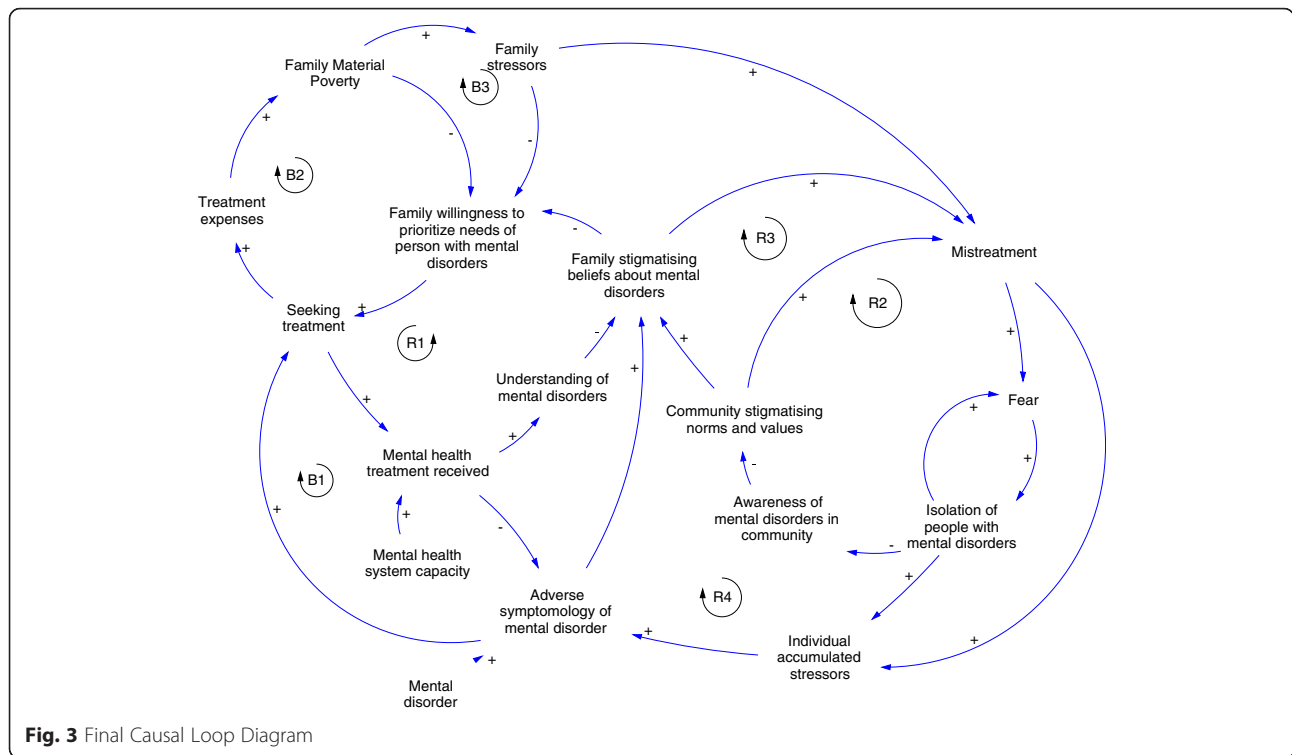 +
Family
stressors
Family Material
Poverty
B3
+
+
-
-
B2
Treatment
expenses
Family willingness to
prioritize needs of
person with mental
disorders
+
-
R3
Mistreatment
Family stigmatising
beliefs about mental
disorders
+
+
+
R2
Seeking
treatment
R1
-
+
+
+
Understanding of
mental disorders
+
Fear
+
+
Community stigmatising
norms and values
+
Mental health
treatment received
+
-
B1
Awareness of
mental disorders in
community
Isolation of
people with
mental disorders
+
+
-
-
Mental health
system capacity
+
Adverse
symptomology of
mental disorder
R4
+
+
Individual
accumulated
stressors
+
Mental
disorder
Fig. 3 Final Causal Loop Diagram